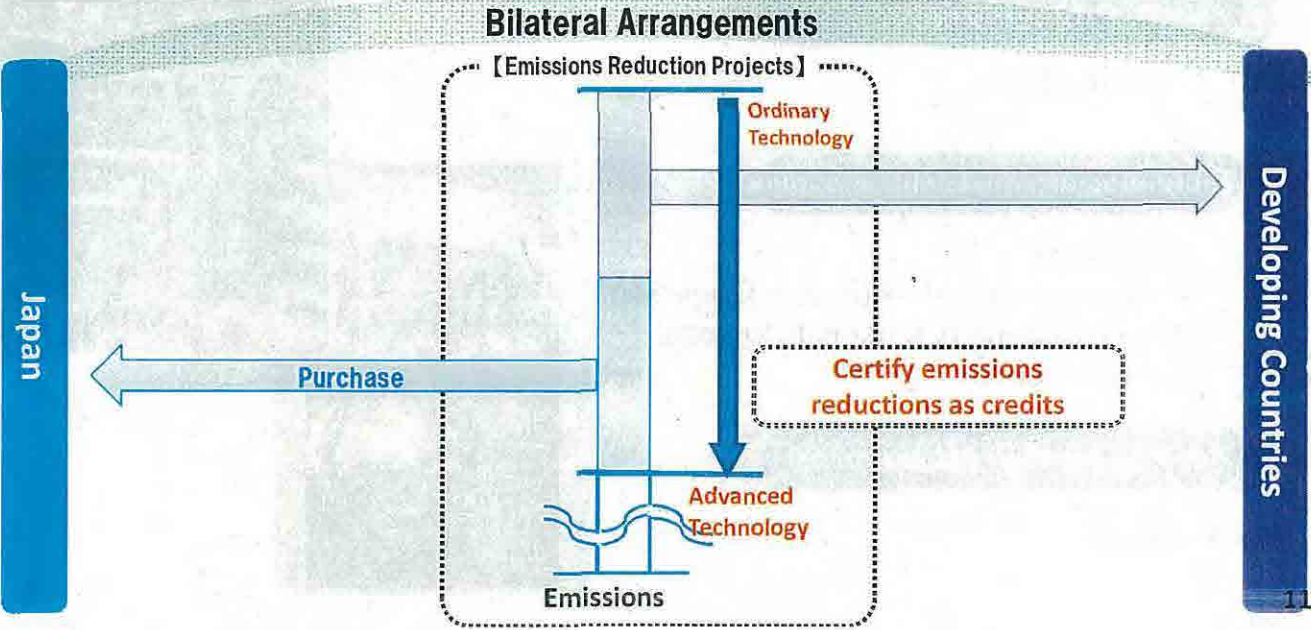 Bilateral Arrangements
【Emissions Reduction Projects】
Ordinary
Technology
Japan
Developing Countries
Purchase
Certify emissions
reductions as credits
Advanced
Technology
Emissions
11